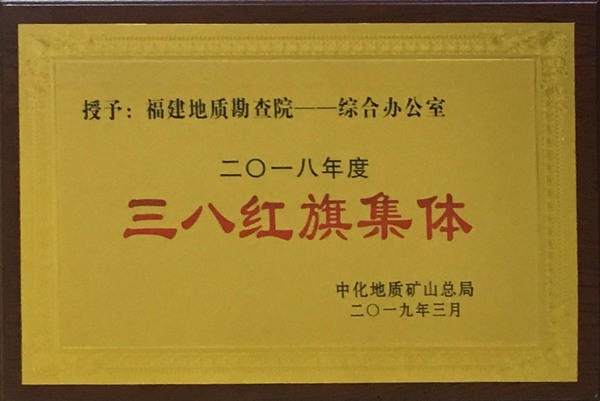 授予：福建地质勘查院——综合办公室
二〇一八年度
三八红旗集体
中化地质矿山总局
二〇一九年三月